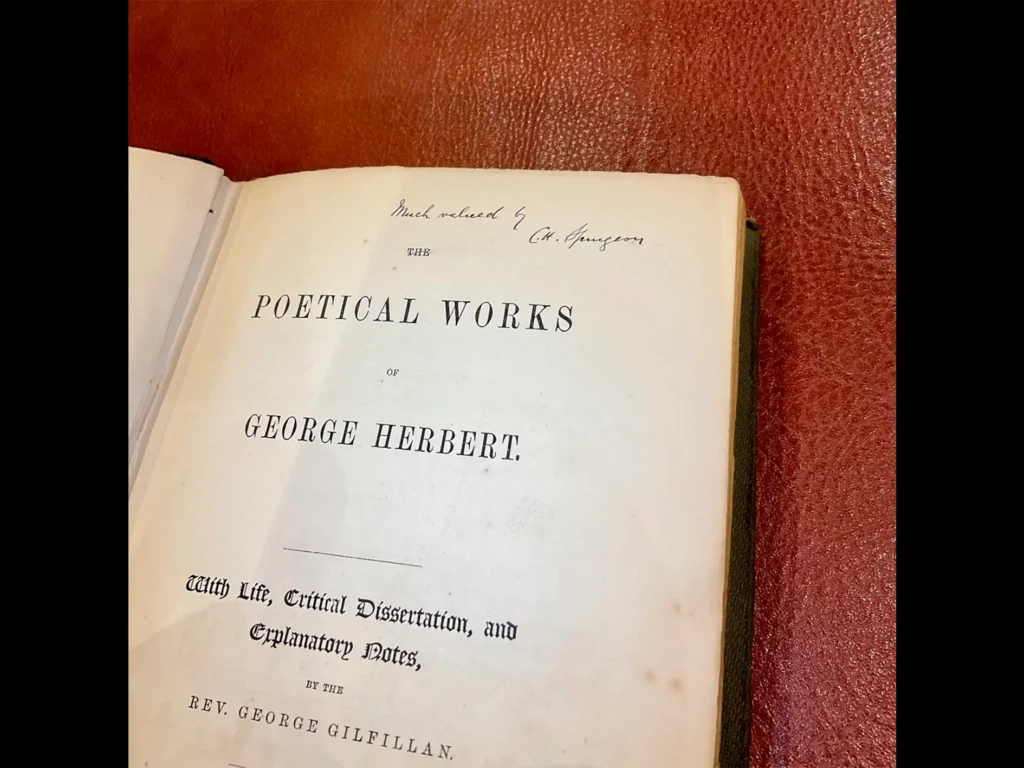 Much valued by
C.H. Spurgeon
THE
POETICAL WORKS
OF
GEORGE HERBERT.
With Life, Critical Dissertation, and
Explanatory Notes,
BY THE
REV. GEORGE GILFILLAN.